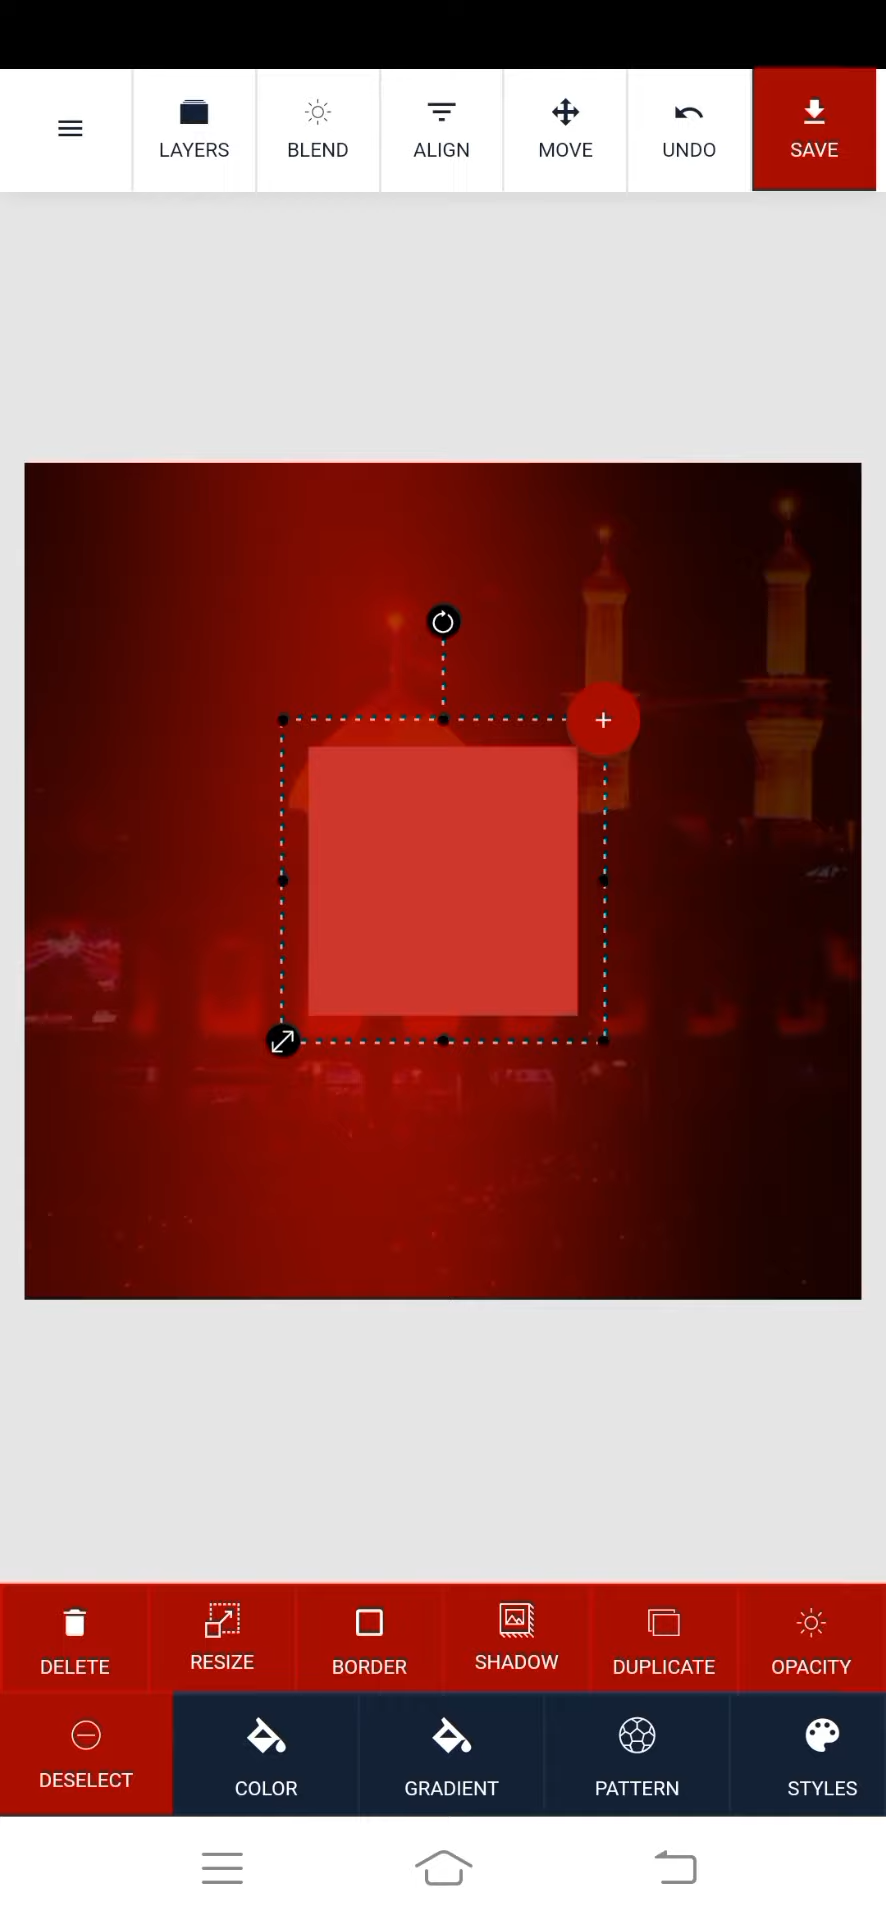 LAYERS
BLEND
ALIGN
MOVE
UNDO
SAVE
DELETE
RESIZE
BORDER
SHADOW
DUPLICATE
OPACITY
DESELECT
COLOR
GRADIENT
PATTERN
STYLES